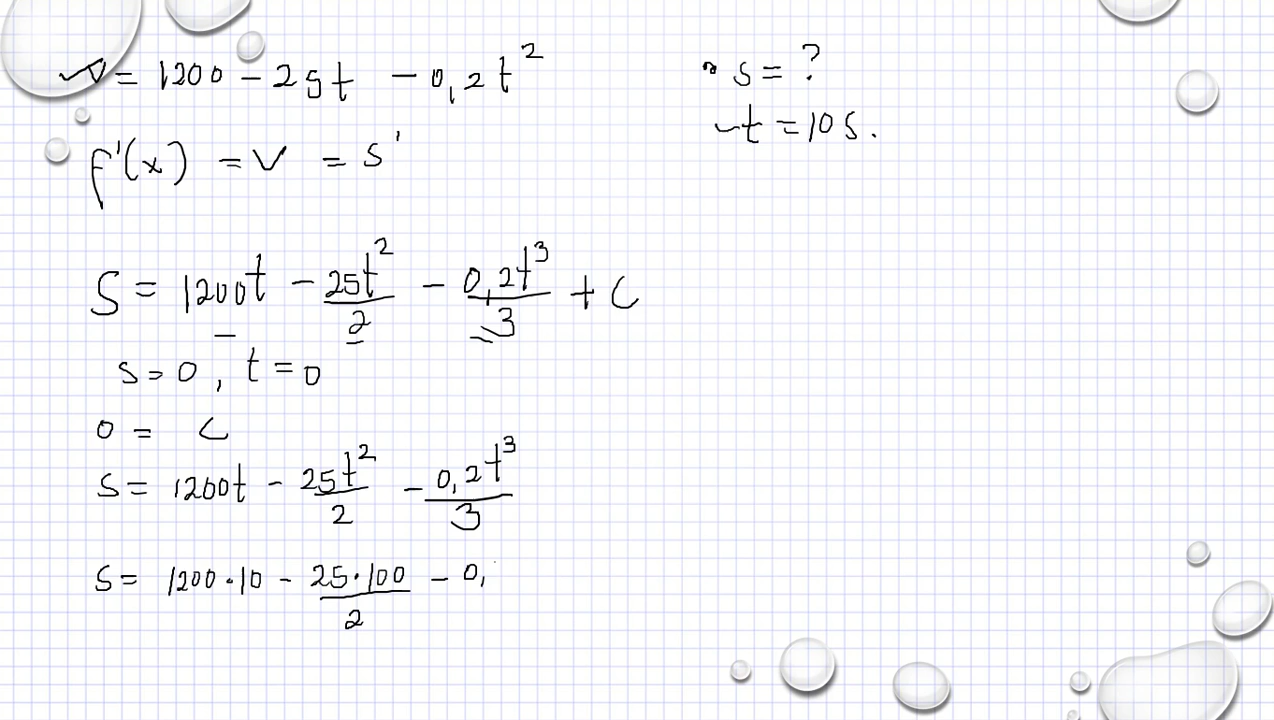 v = 1200 - 25t - 0,2t²
s = ?
t = 10 s.
f'(x) = v = s'
S = 1200t - 25t²/2 - 0,2t³/3 + C
s = 0 , t = 0
0 = C
s = 1200t - 25t²/2 - 0,2t³/3
s = 1200·10 - 25·100/2 - 0,